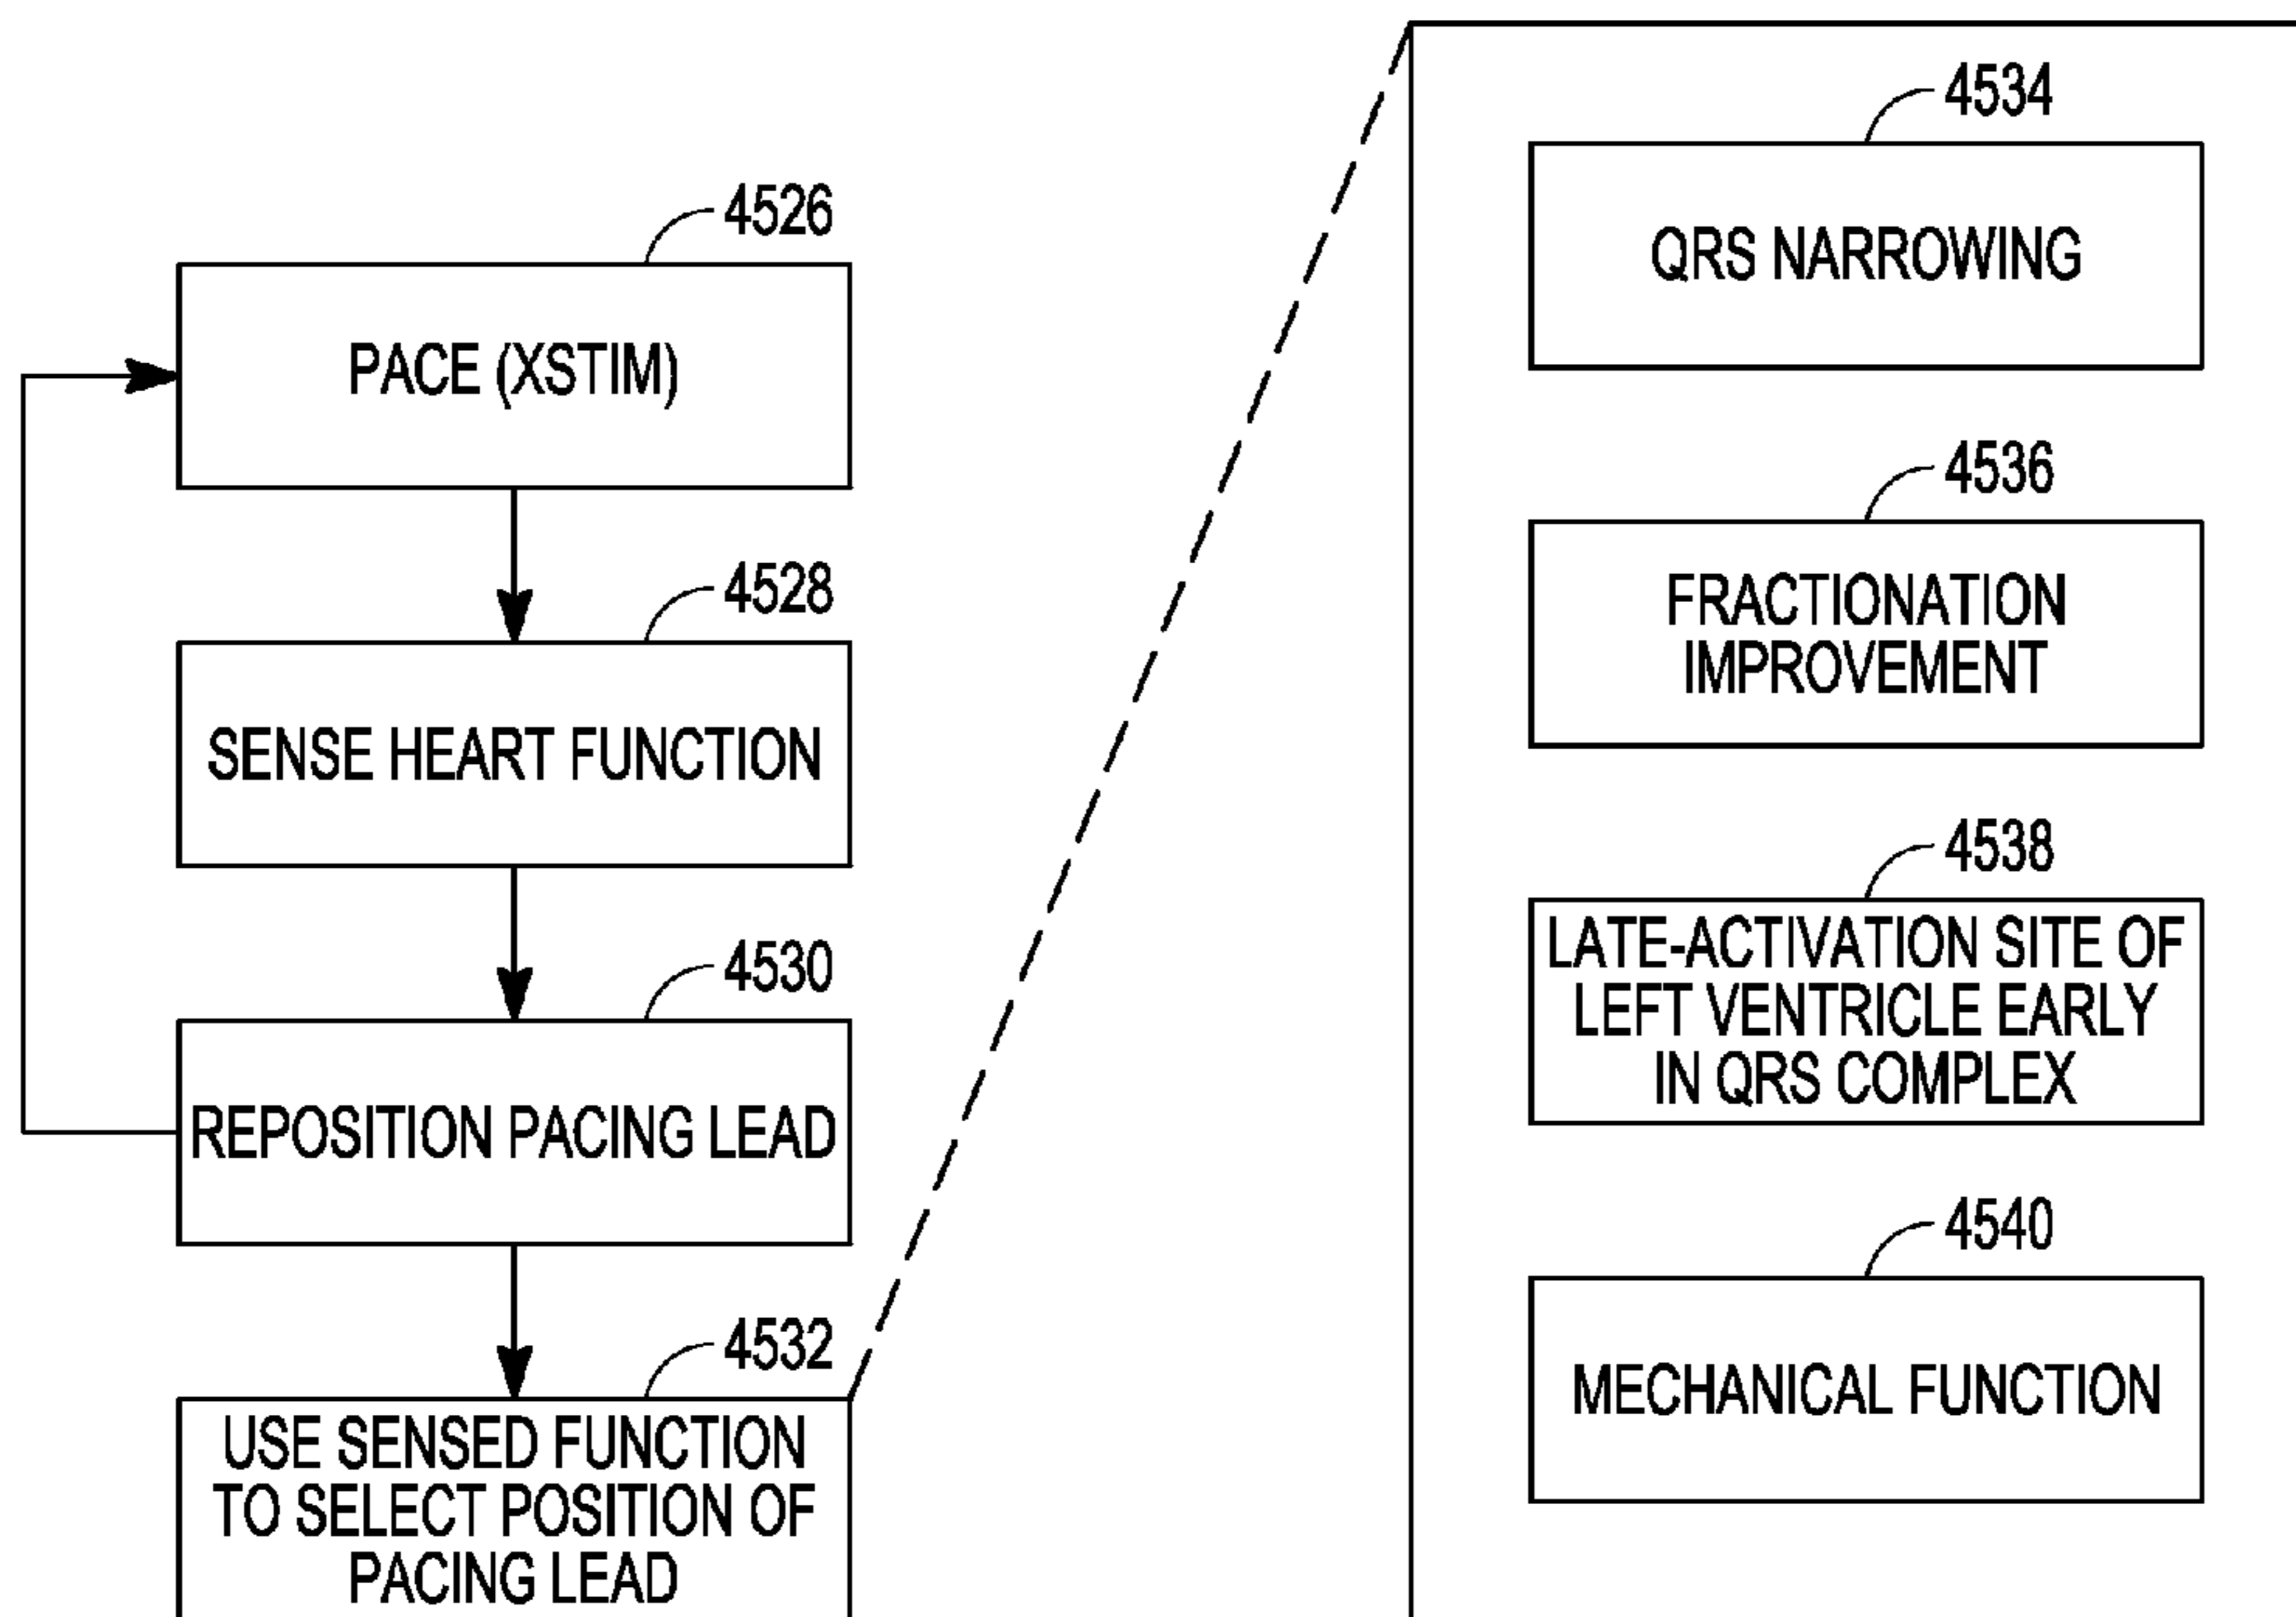 4526
PACE (XSTIM)
4528
SENSE HEART FUNCTION
4530
REPOSITION PACING LEAD
4532
USE SENSED FUNCTION
TO SELECT POSITION OF
PACING LEAD
4534
QRS NARROWING
4536
FRACTIONATION
IMPROVEMENT
4538
LATE-ACTIVATION SITE OF
LEFT VENTRICLE EARLY
IN QRS COMPLEX
4540
MECHANICAL FUNCTION